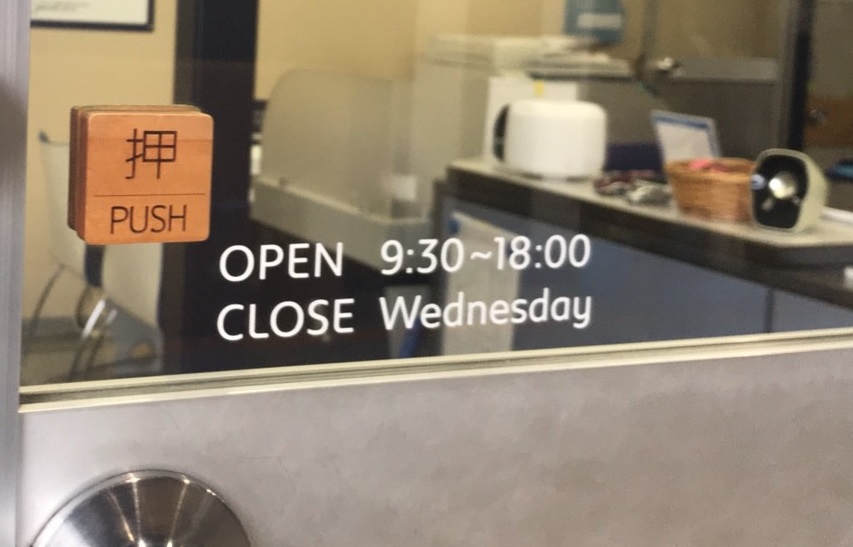 押
PUSH
OPEN 9:30~18:00
CLOSE Wednesday